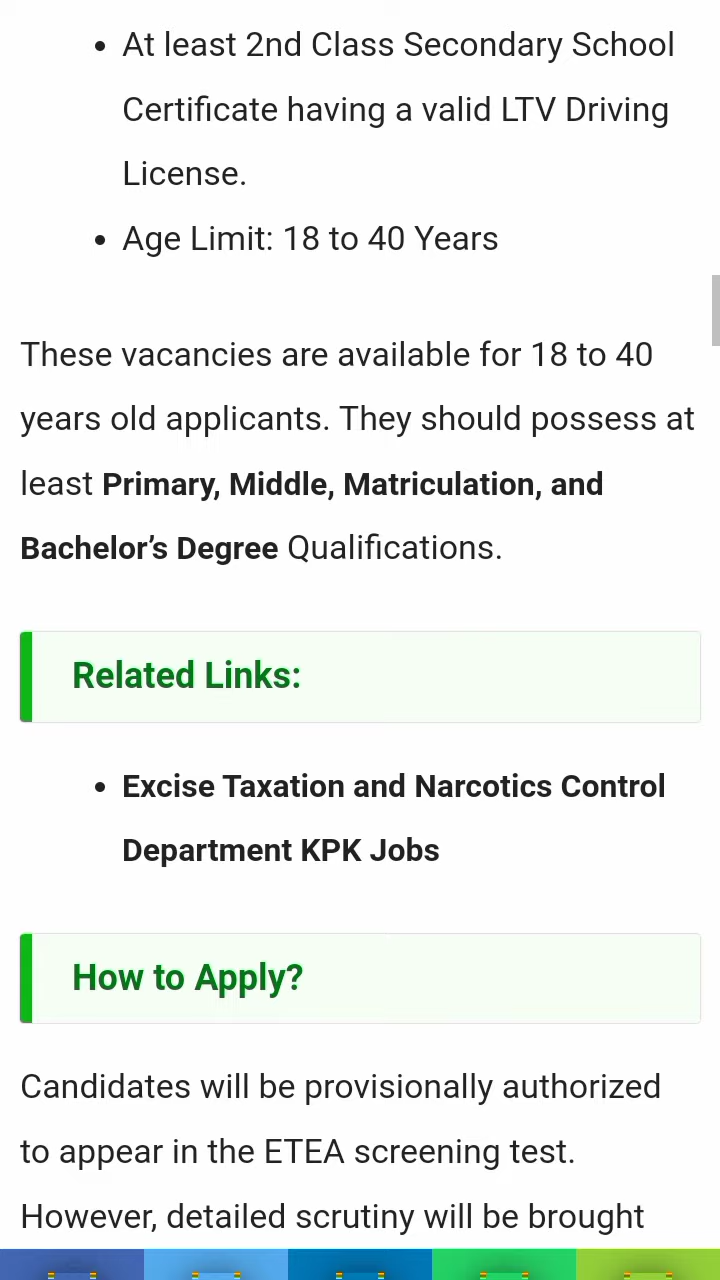 At least 2nd Class Secondary School
Certificate having a valid LTV Driving
License.
Age Limit: 18 to 40 Years
These vacancies are available for 18 to 40
years old applicants. They should possess at
least Primary, Middle, Matriculation, and
Bachelor’s Degree Qualifications.
Related Links:
Excise Taxation and Narcotics Control
Department KPK Jobs
How to Apply?
Candidates will be provisionally authorized
to appear in the ETEA screening test.
However, detailed scrutiny will be brought